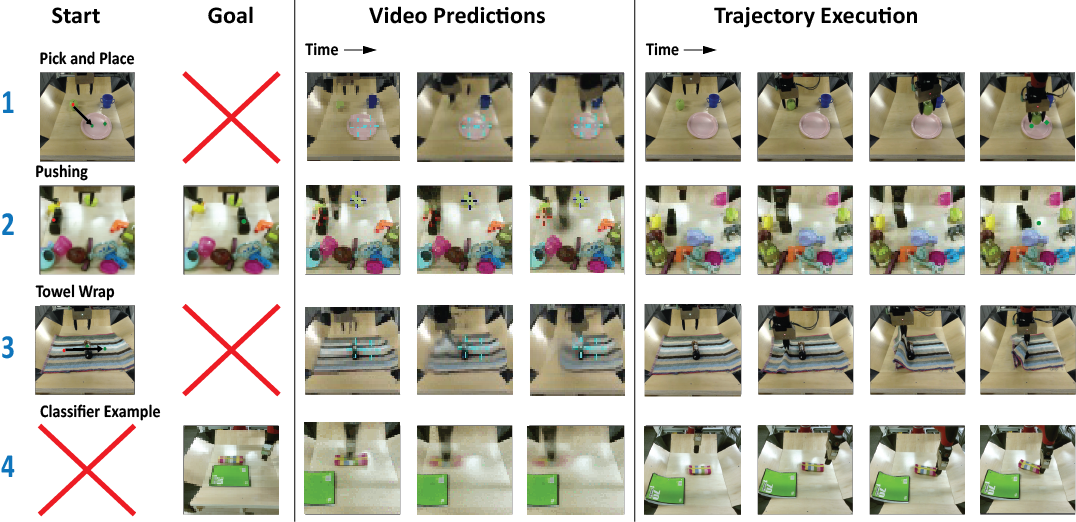 Start Goal Video Predictions Trajectory Execution
Time Time
Pick and Place
1
Pushing
2
Towel Wrap
3
Classifier Example
4